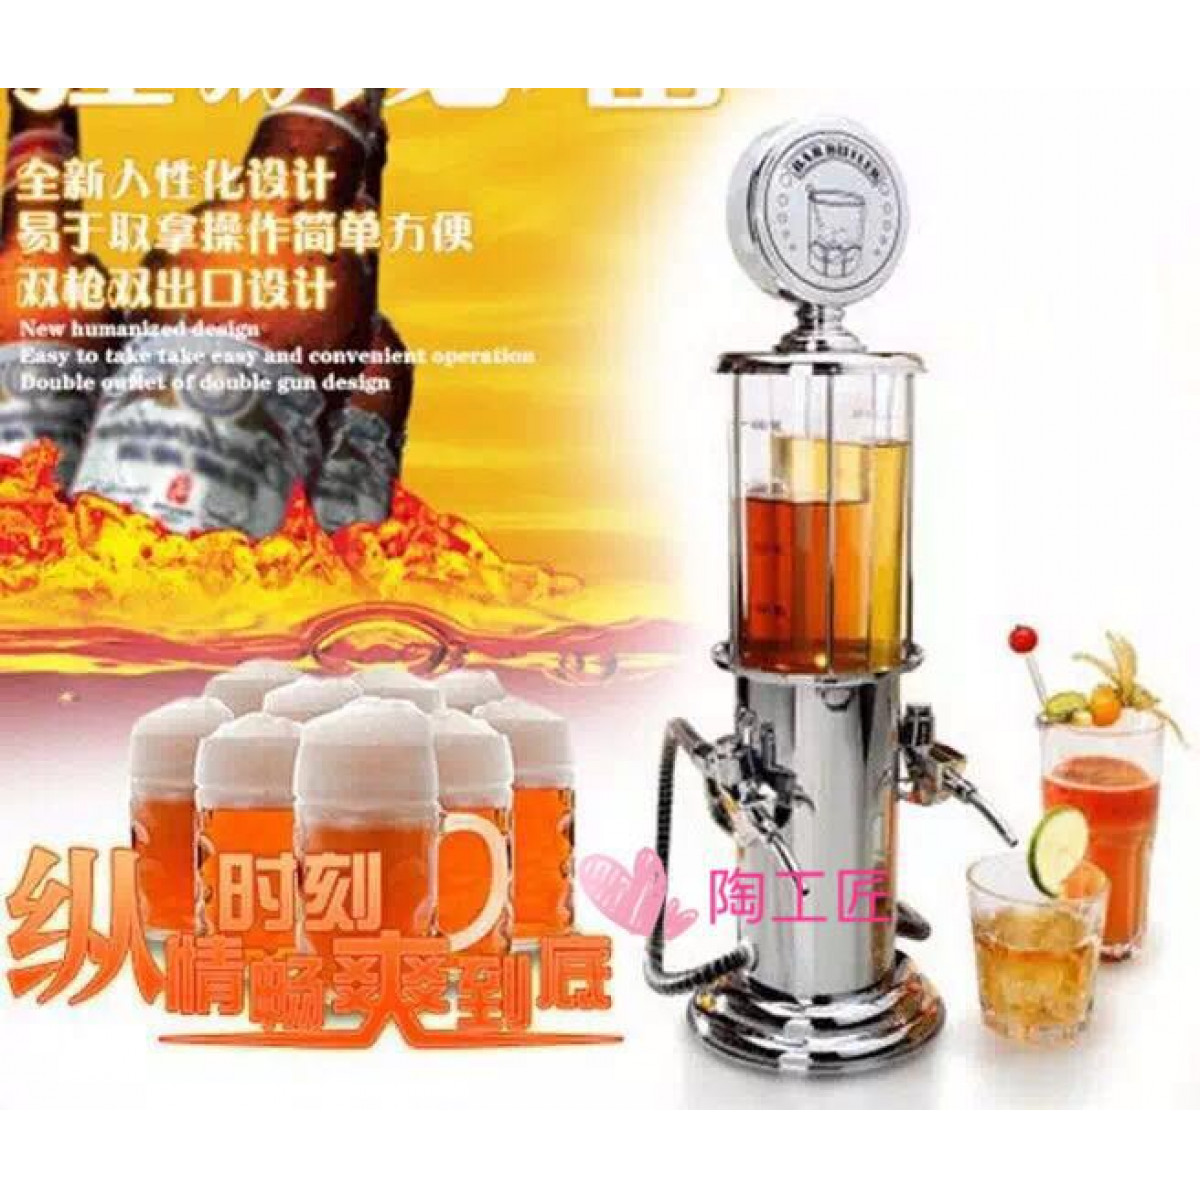 全新人性化设计
易于取拿操作简单方便
双枪双出口设计
New humanized design
Easy to take take easy and convenient operation
Double outlet of double gun design
BAR BUTLER
纵情时刻
畅爽到底
陶工匠